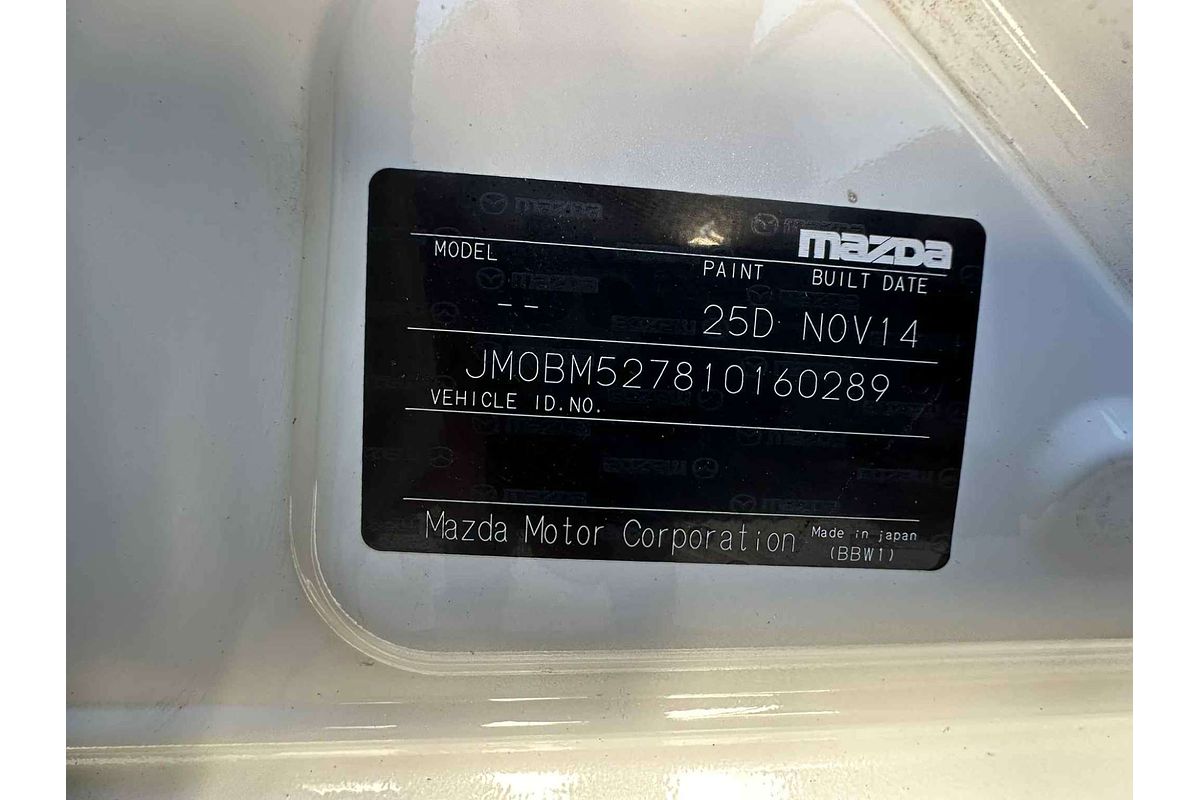 mazda
MODEL PAINT BUILT DATE
-- 25D NOV14
JM0BM527810160289
VEHICLE ID.NO.
Mazda Motor Corporation Made in japan
(BBW1)